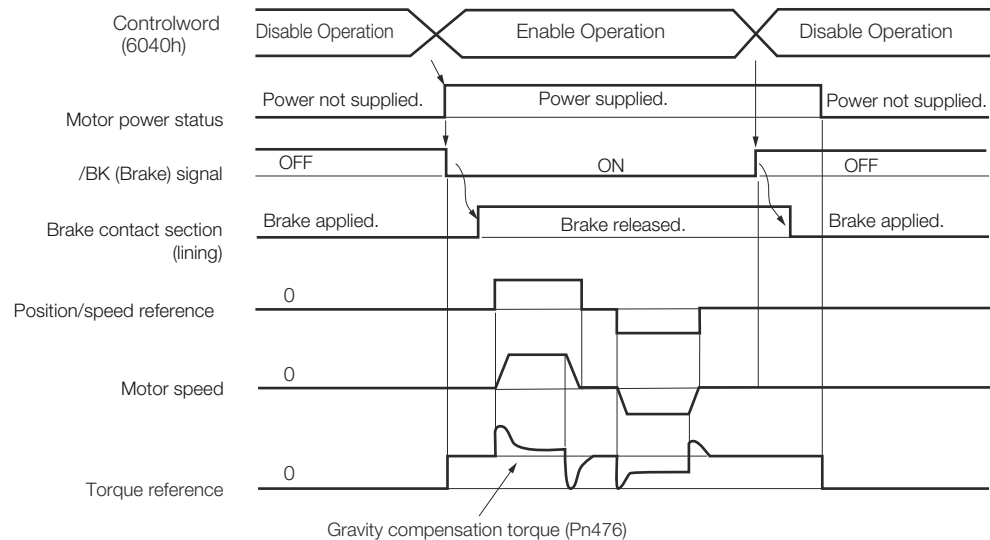 Controlword
(6040h)
Disable Operation
Enable Operation
Disable Operation
Motor power status
Power not supplied.
Power supplied.
Power not supplied.
/BK (Brake) signal
OFF
ON
OFF
Brake contact section
(lining)
Brake applied.
Brake released.
Brake applied.
Position/speed reference
0
Motor speed
0
Torque reference
0
Gravity compensation torque (Pn476)